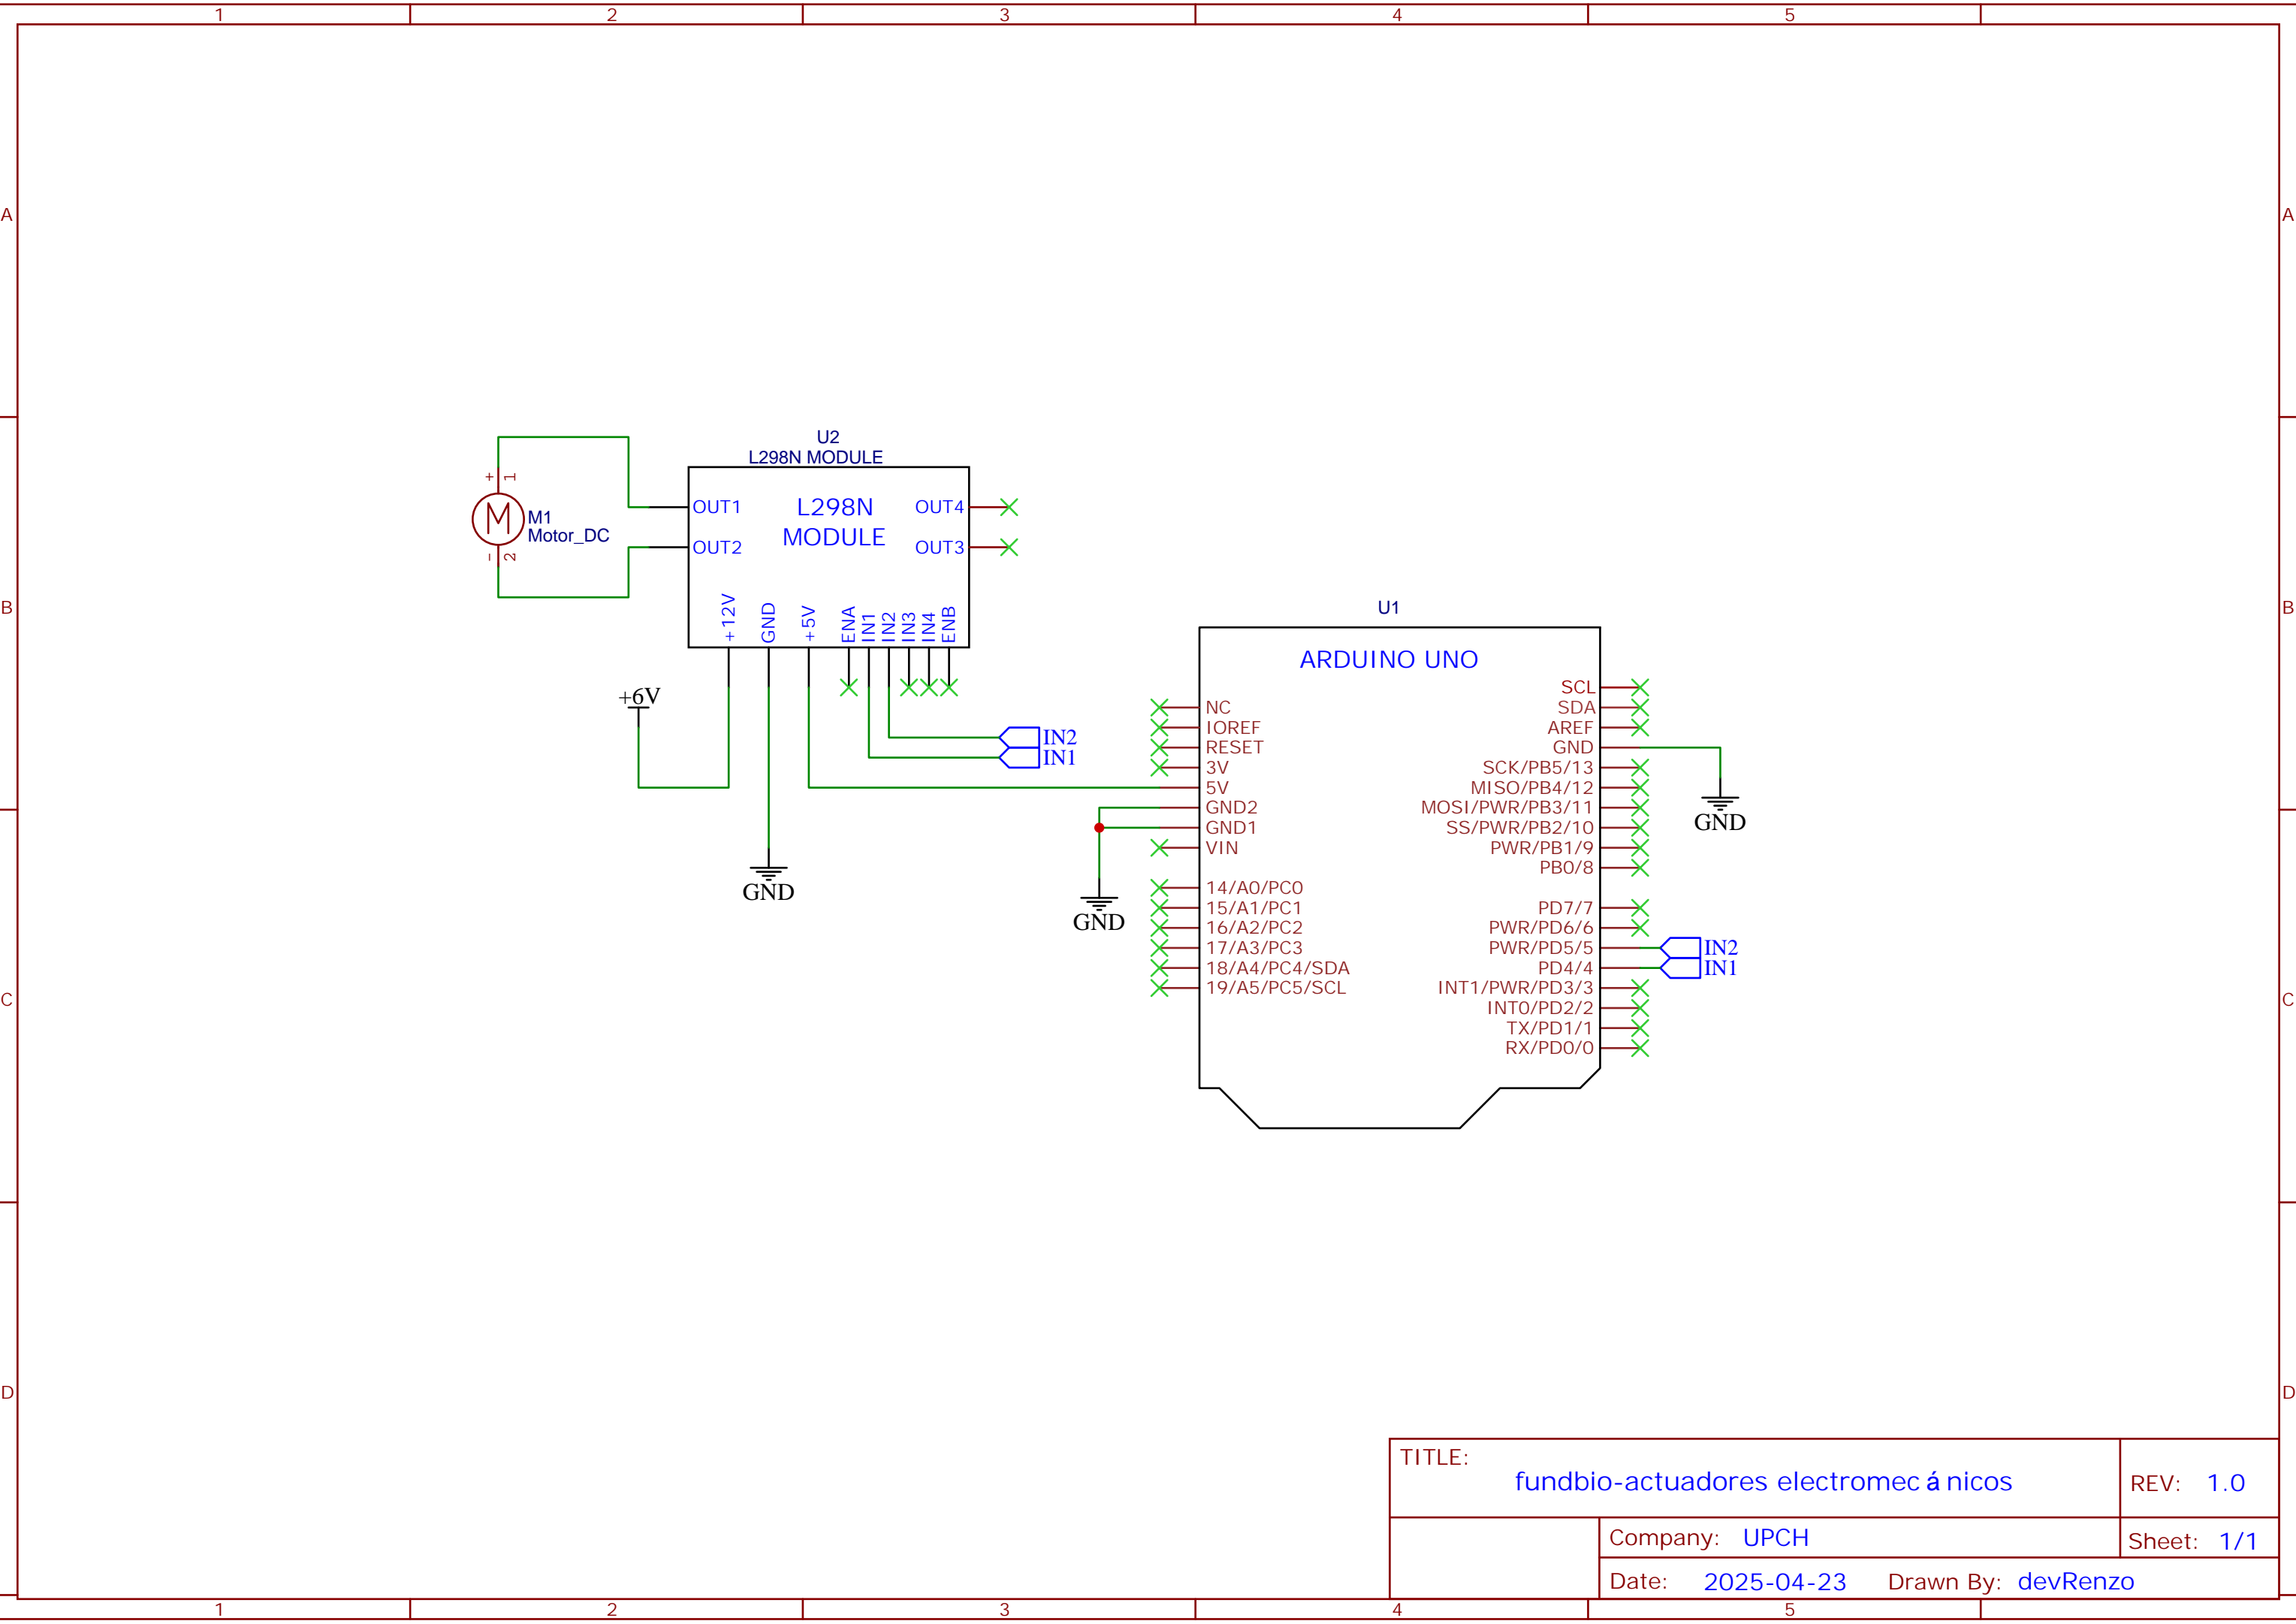 1 2 3 4 5
A A
U2
L298N MODULE
+ 1
OUT1 L298N OUT4
M M1
Motor_DC MODULE
OUT2 OUT3
- 2
+12V GND +5V ENA IN1 IN2 IN3 IN4 ENB
B B
U1
ARDUINO UNO
+6V
IN2
IN1
GND
GND
NC
IOREF
RESET
3V
5V
GND2
GND1
VIN
14/A0/PC0
15/A1/PC1
16/A2/PC2
17/A3/PC3
18/A4/PC4/SDA
19/A5/PC5/SCL
SCL
SDA
AREF
GND
SCK/PB5/13
MISO/PB4/12
MOSI/PWR/PB3/11
SS/PWR/PB2/10
PWR/PB1/9
PB0/8
PD7/7
PWR/PD6/6
PWR/PD5/5
PD4/4
INT1/PWR/PD3/3
INT0/PD2/2
TX/PD1/1
RX/PD0/0
GND
IN2
IN1
C C
D D
TITLE:
fundbio-actuadores electromecánicos
REV: 1.0
Company: UPCH
Sheet: 1/1
Date: 2025-04-23 Drawn By: devRenzo
1 2 3 4 5